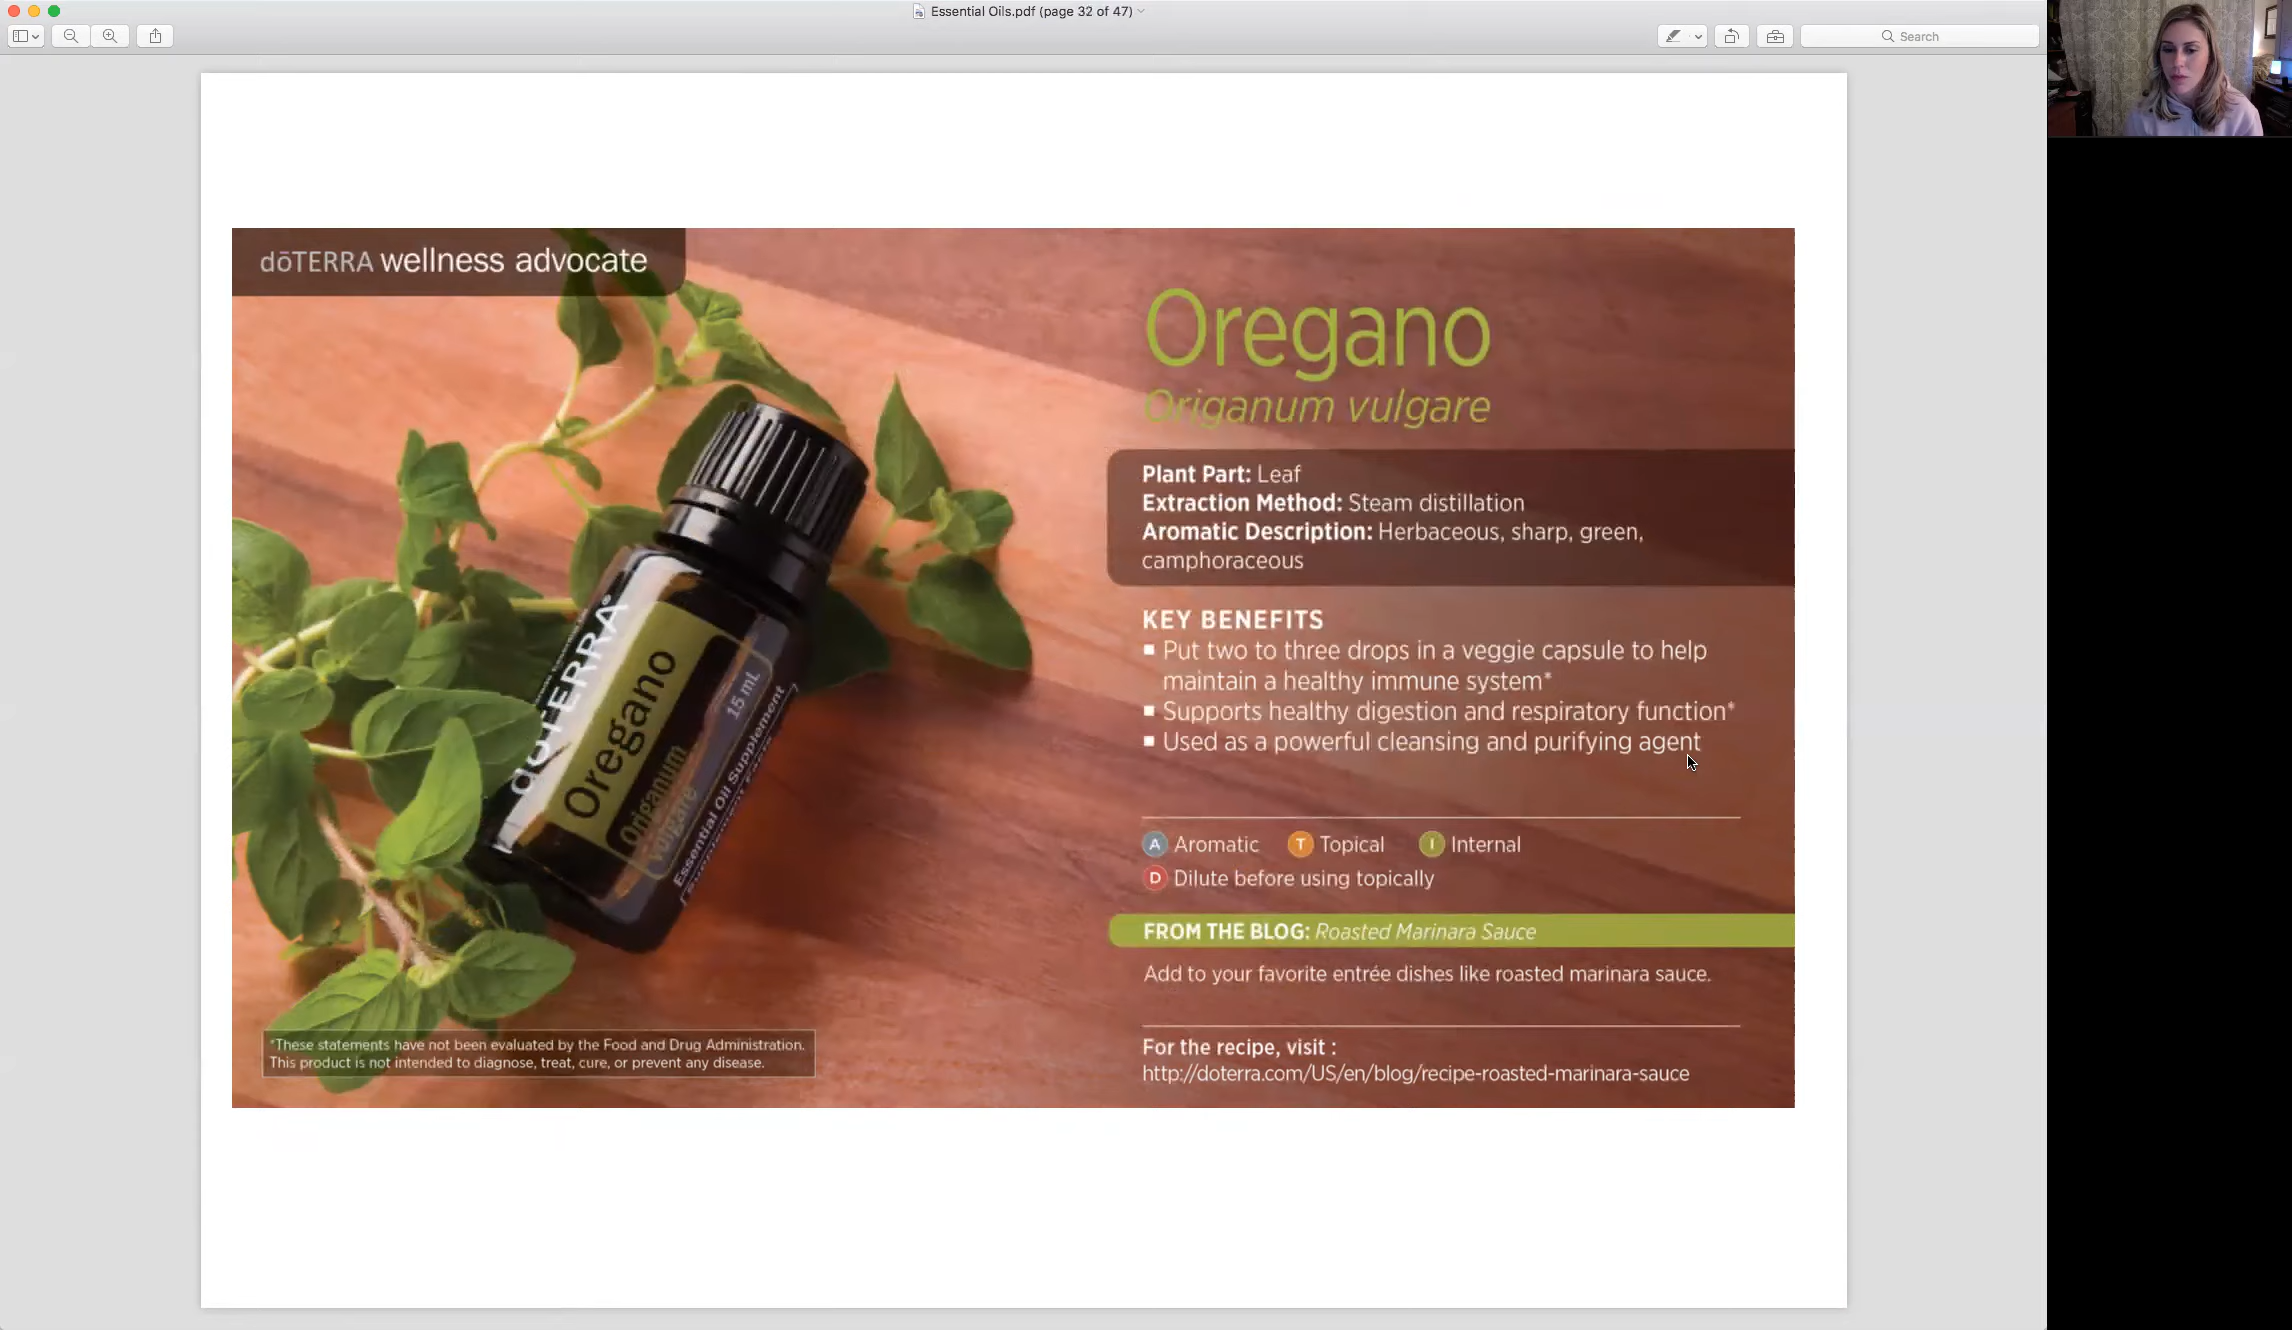 Essential Oils.pdf (page 32 of 47)
Search
dōTERRA wellness advocate
Oregano
Origanum vulgare
Plant Part: Leaf
Extraction Method: Steam distillation
Aromatic Description: Herbaceous, sharp, green,
camphoraceous
KEY BENEFITS
▪ Put two to three drops in a veggie capsule to help
maintain a healthy immune system*
▪ Supports healthy digestion and respiratory function*
▪ Used as a powerful cleansing and purifying agent
A Aromatic T Topical I Internal
D Dilute before using topically
FROM THE BLOG: Roasted Marinara Sauce
Add to your favorite entrée dishes like roasted marinara sauce.
For the recipe, visit :
http://doterra.com/US/en/blog/recipe-roasted-marinara-sauce
dōTERRA®
Oregano
Origanum
vulgare
15 mL
Essential Oil Supplement
*These statements have not been evaluated by the Food and Drug Administration.
This product is not intended to diagnose, treat, cure, or prevent any disease.